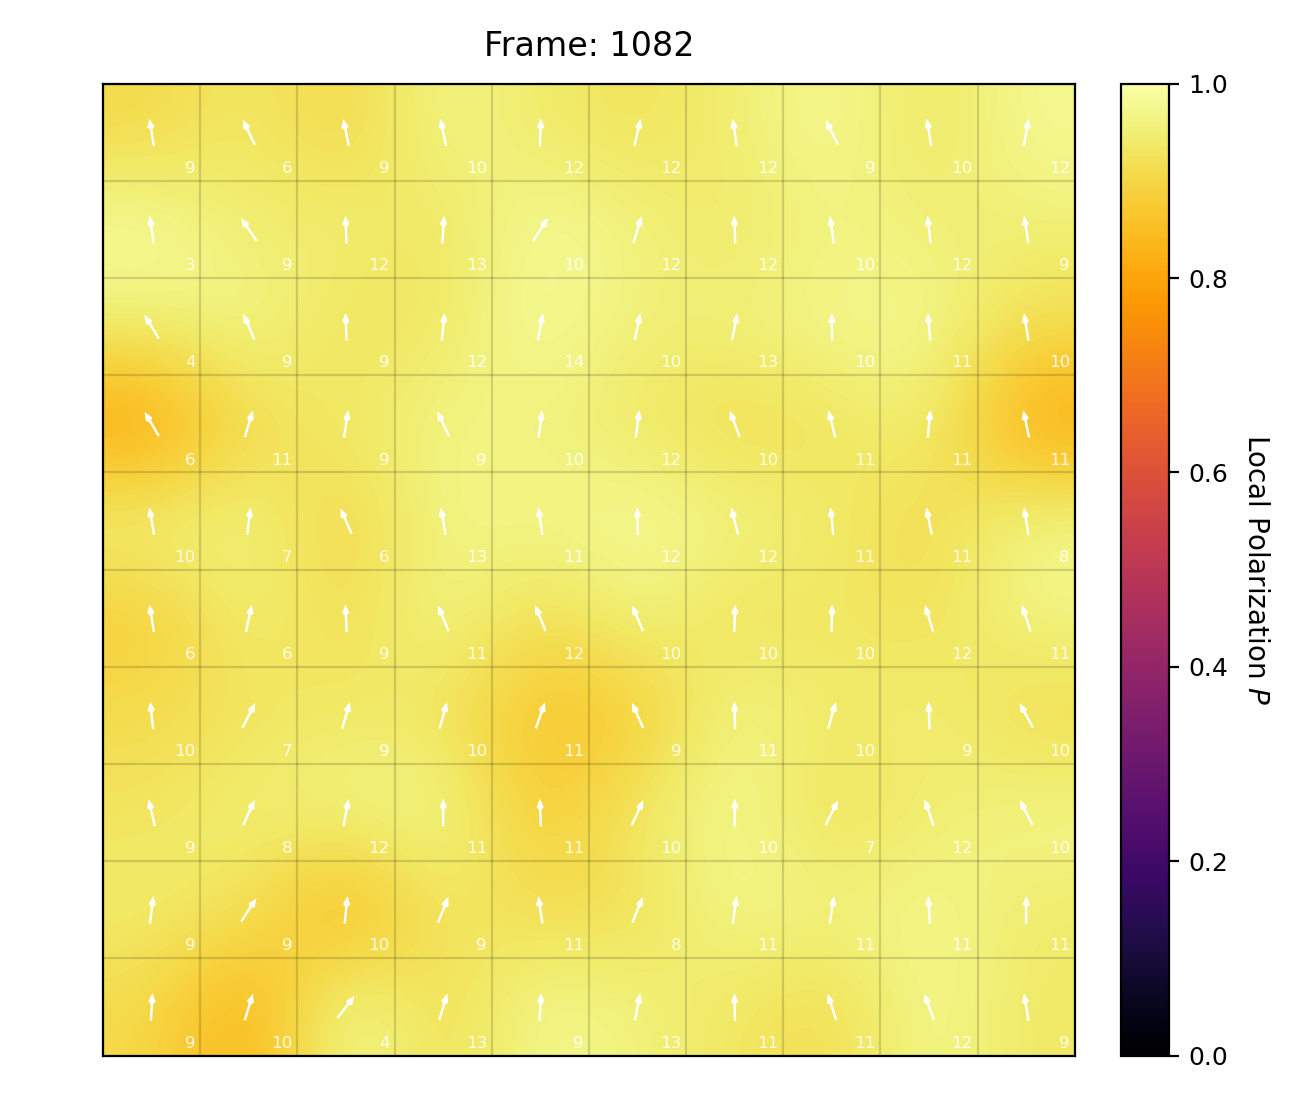 Frame: 1082
9 6 9 10 12 12 12 9 10 12
3 9 12 13 10 12 12 10 12 9
4 9 9 12 14 10 13 10 11 10
6 11 9 9 10 12 10 11 11 11
10 7 6 13 11 12 12 11 11 8
6 6 9 11 12 10 10 10 12 11
10 7 9 10 11 9 11 10 9 10
9 8 12 11 11 10 10 7 12 10
9 9 10 9 11 8 11 11 11 11
9 10 4 13 9 13 11 11 12 9
1.0
0.8
0.6
0.4
0.2
0.0
Local Polarization P